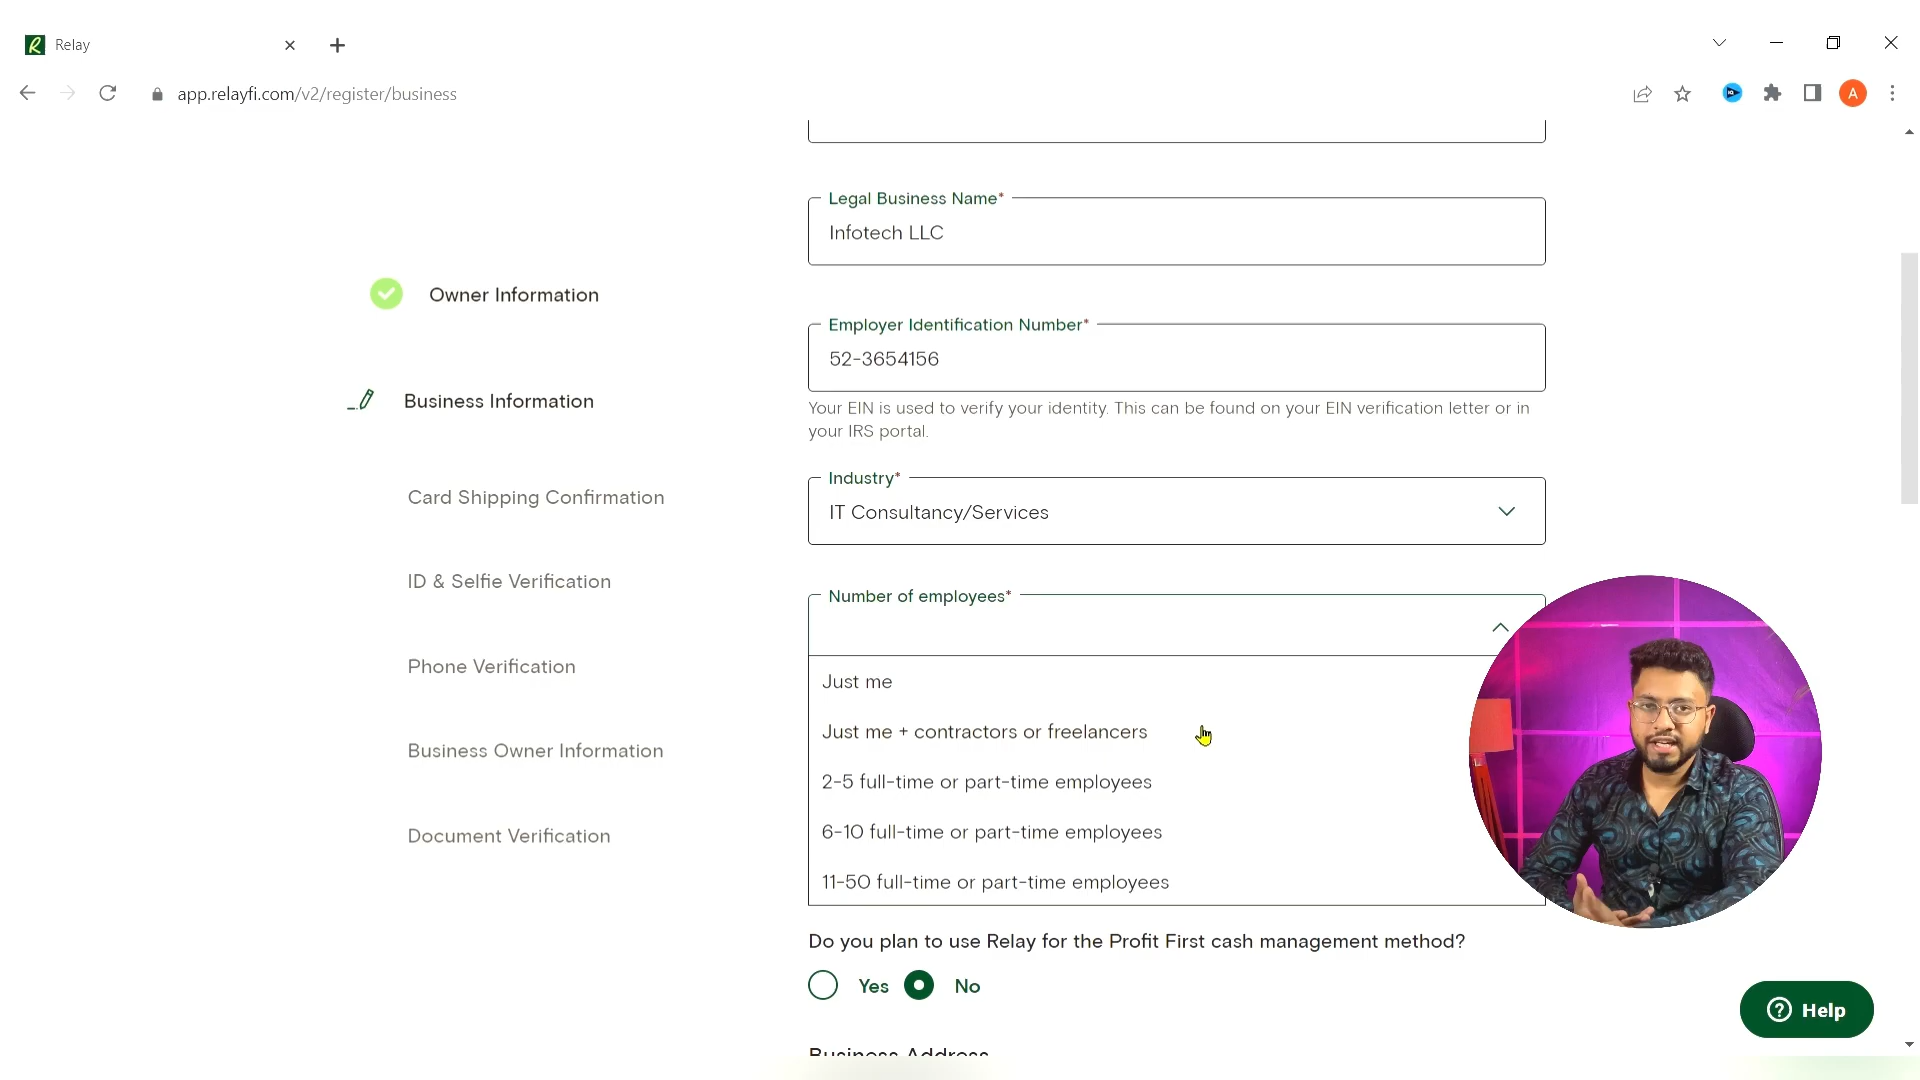 Relay
app.relayfi.com/v2/register/business
A
Legal Business Name*
Infotech LLC
Owner Information
Employer Identification Number*
52-3654156
Business Information
Your EIN is used to verify your identity. This can be found on your EIN verification letter or in
your IRS portal.
Industry*
Card Shipping Confirmation
IT Consultancy/Services
ID & Selfie Verification
Number of employees*
Phone Verification
Just me
Just me + contractors or freelancers
Business Owner Information
2-5 full-time or part-time employees
Document Verification
6-10 full-time or part-time employees
11-50 full-time or part-time employees
Do you plan to use Relay for the Profit First cash management method?
Yes
No
Help
Business Address